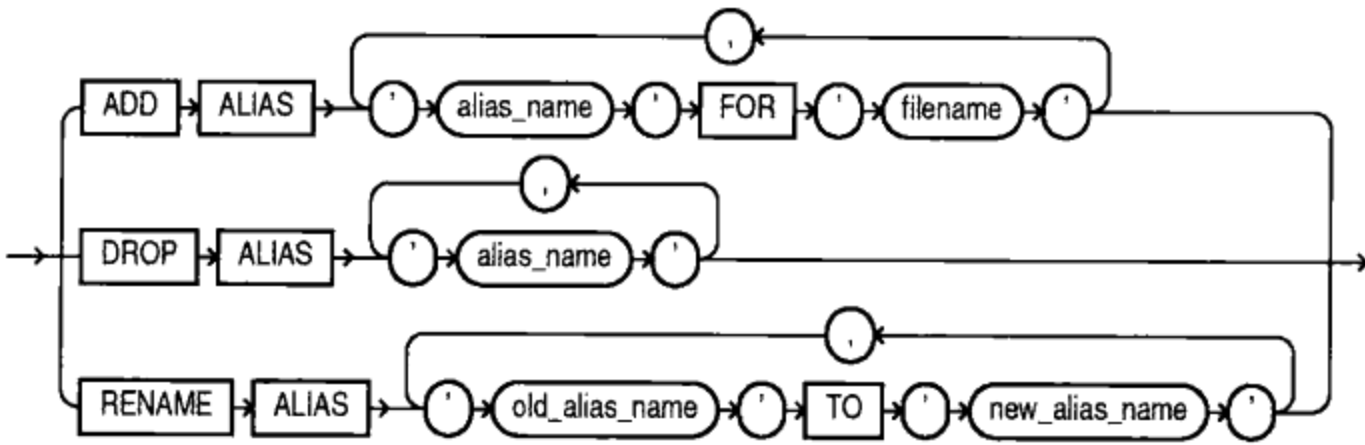 ,
ADD ALIAS ' alias_name ' FOR ' filename '
,
DROP ALIAS ' alias_name '
,
RENAME ALIAS ' old_alias_name ' TO ' new_alias_name '